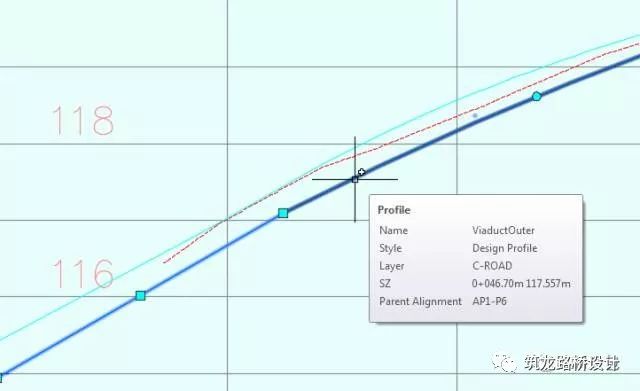 118
116
Profile
Name ViaductOuter
Style Design Profile
Layer C-ROAD
SZ 0+046.70m 117.557m
Parent Alignment AP1-P6
筑龙路桥设计